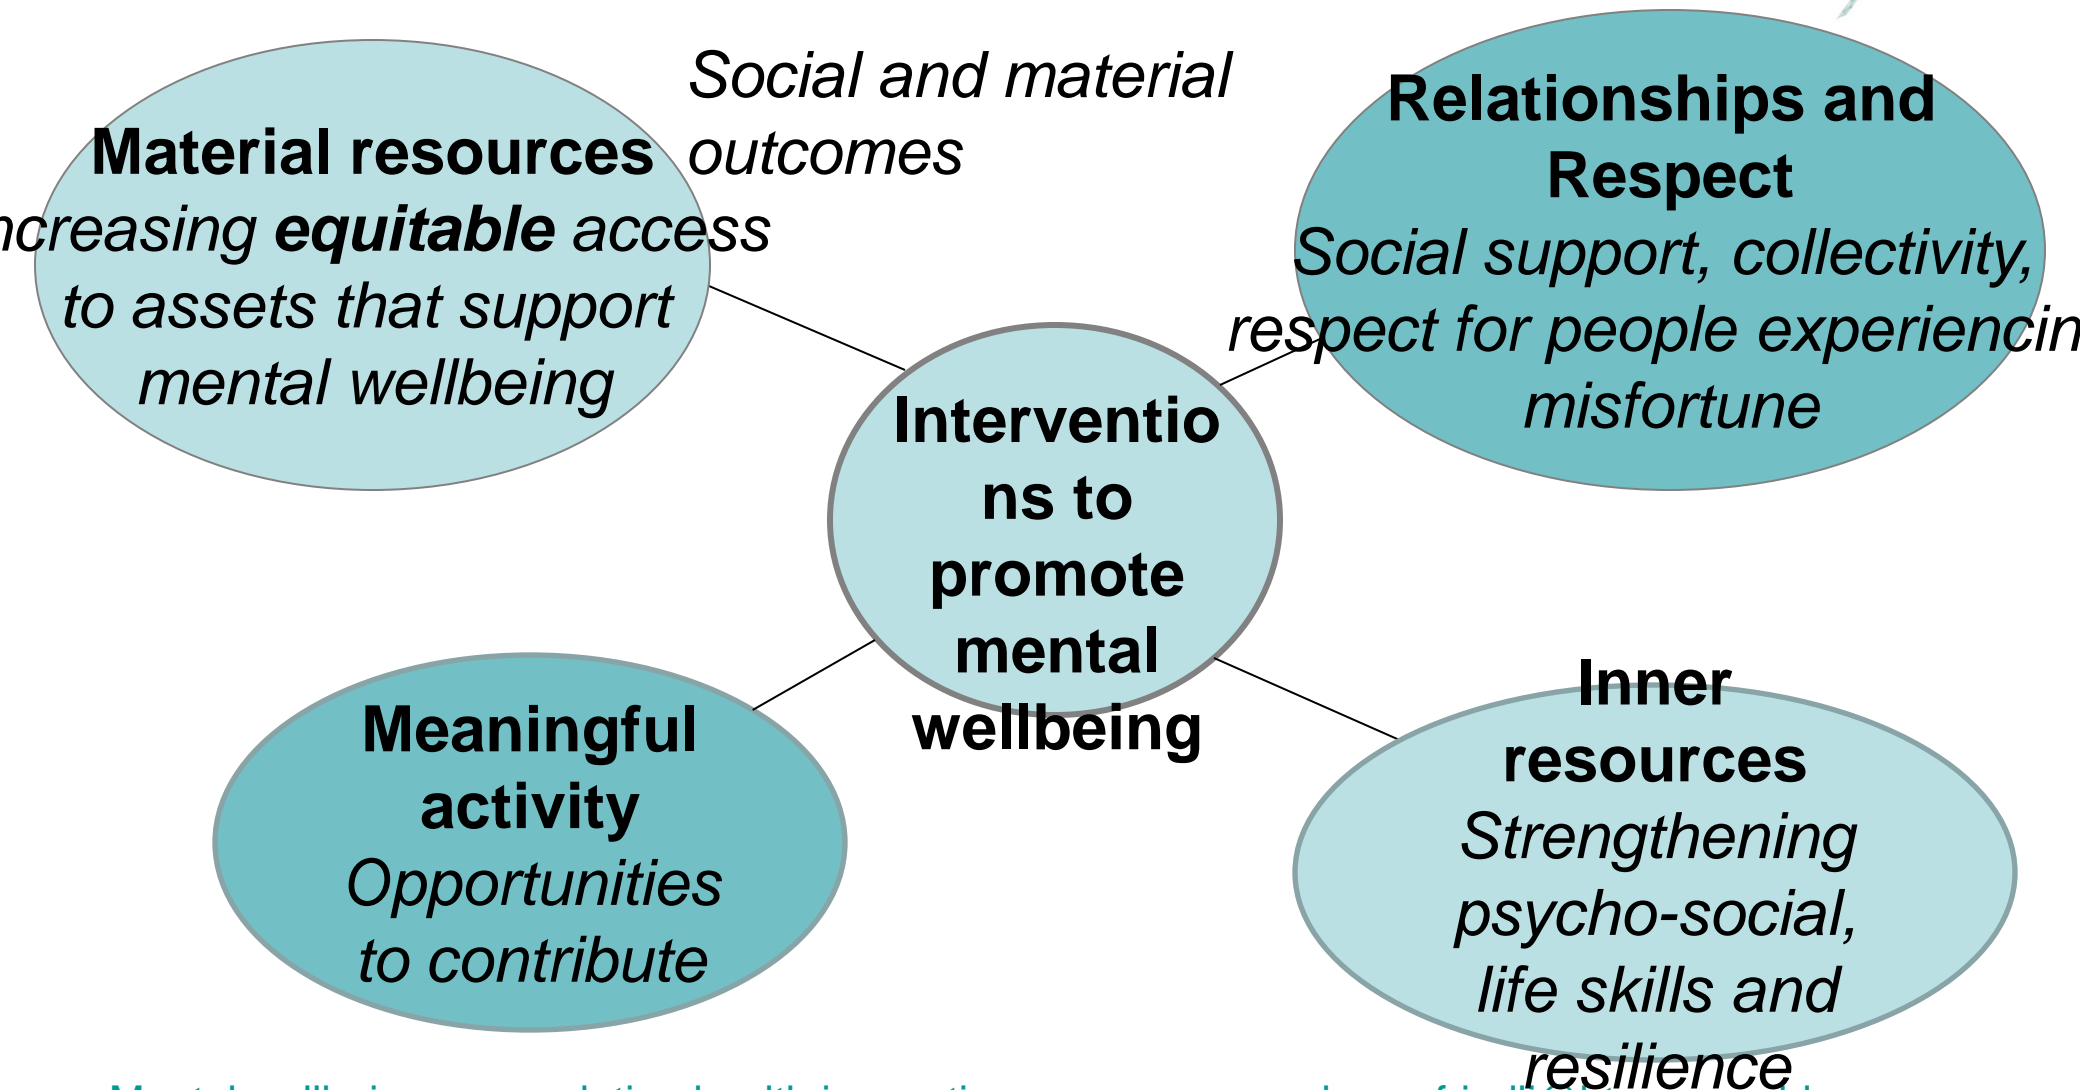 Social and material
outcomes
Material resources
ncreasing equitable access
to assets that support
mental wellbeing
Relationships and
Respect
Social support, collectivity,
respect for people experiencin
misfortune
Interventio
ns to
promote
mental
wellbeing
Meaningful
activity
Opportunities
to contribute
Inner
resources
Strengthening
psycho-social,
life skills and
resilience